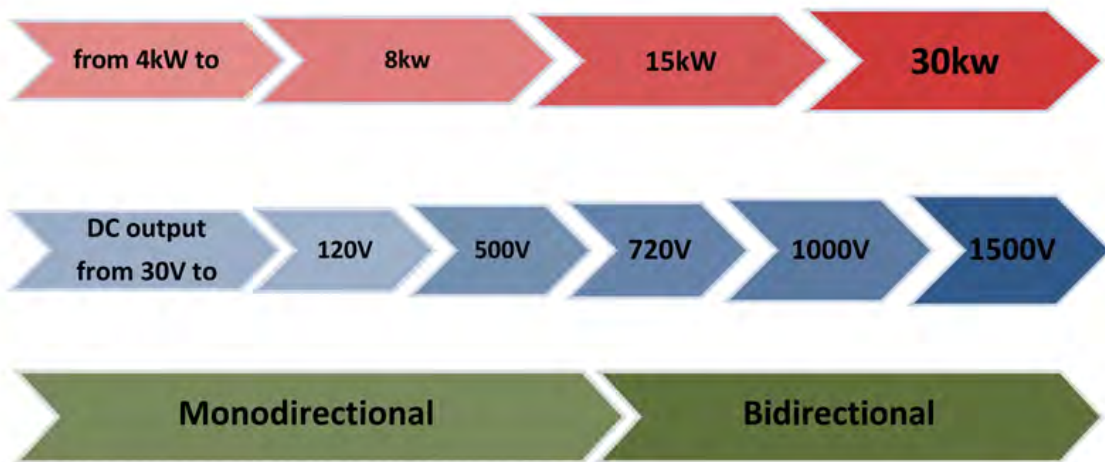 from 4kW to
8kw
15kW
30kw
DC output
from 30V to
120V
500V
720V
1000V
1500V
Monodirectional
Bidirectional